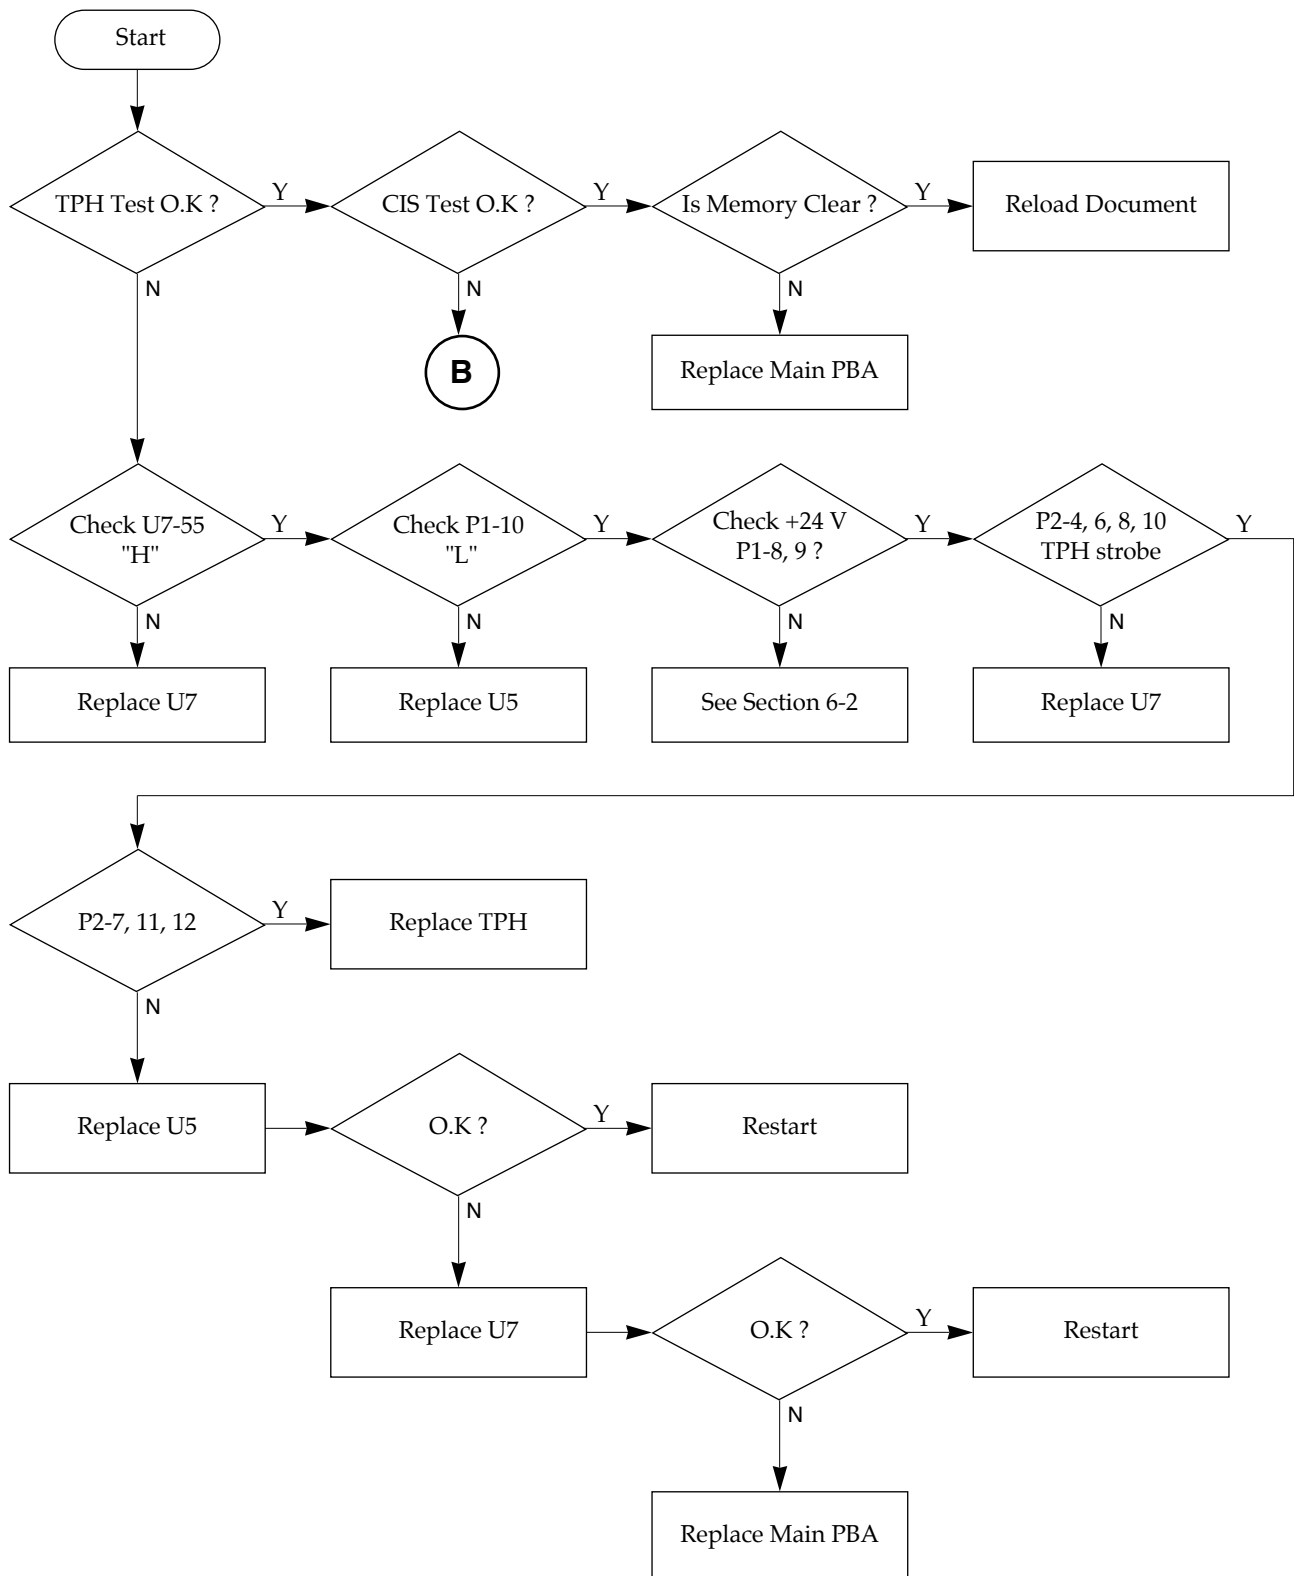 Start
TPH Test O.K ?
Y
CIS Test O.K ?
Y
Is Memory Clear ?
Y
Reload Document
N
N
N
B
Replace Main PBA
Check U7-55
"H"
Y
Check P1-10
"L"
Y
Check +24 V
P1-8, 9 ?
Y
P2-4, 6, 8, 10
TPH strobe
Y
N
N
N
N
Replace U7
Replace U5
See Section 6-2
Replace U7
P2-7, 11, 12
Y
Replace TPH
N
Replace U5
O.K ?
Y
Restart
N
Replace U7
O.K ?
Y
Restart
N
Replace Main PBA